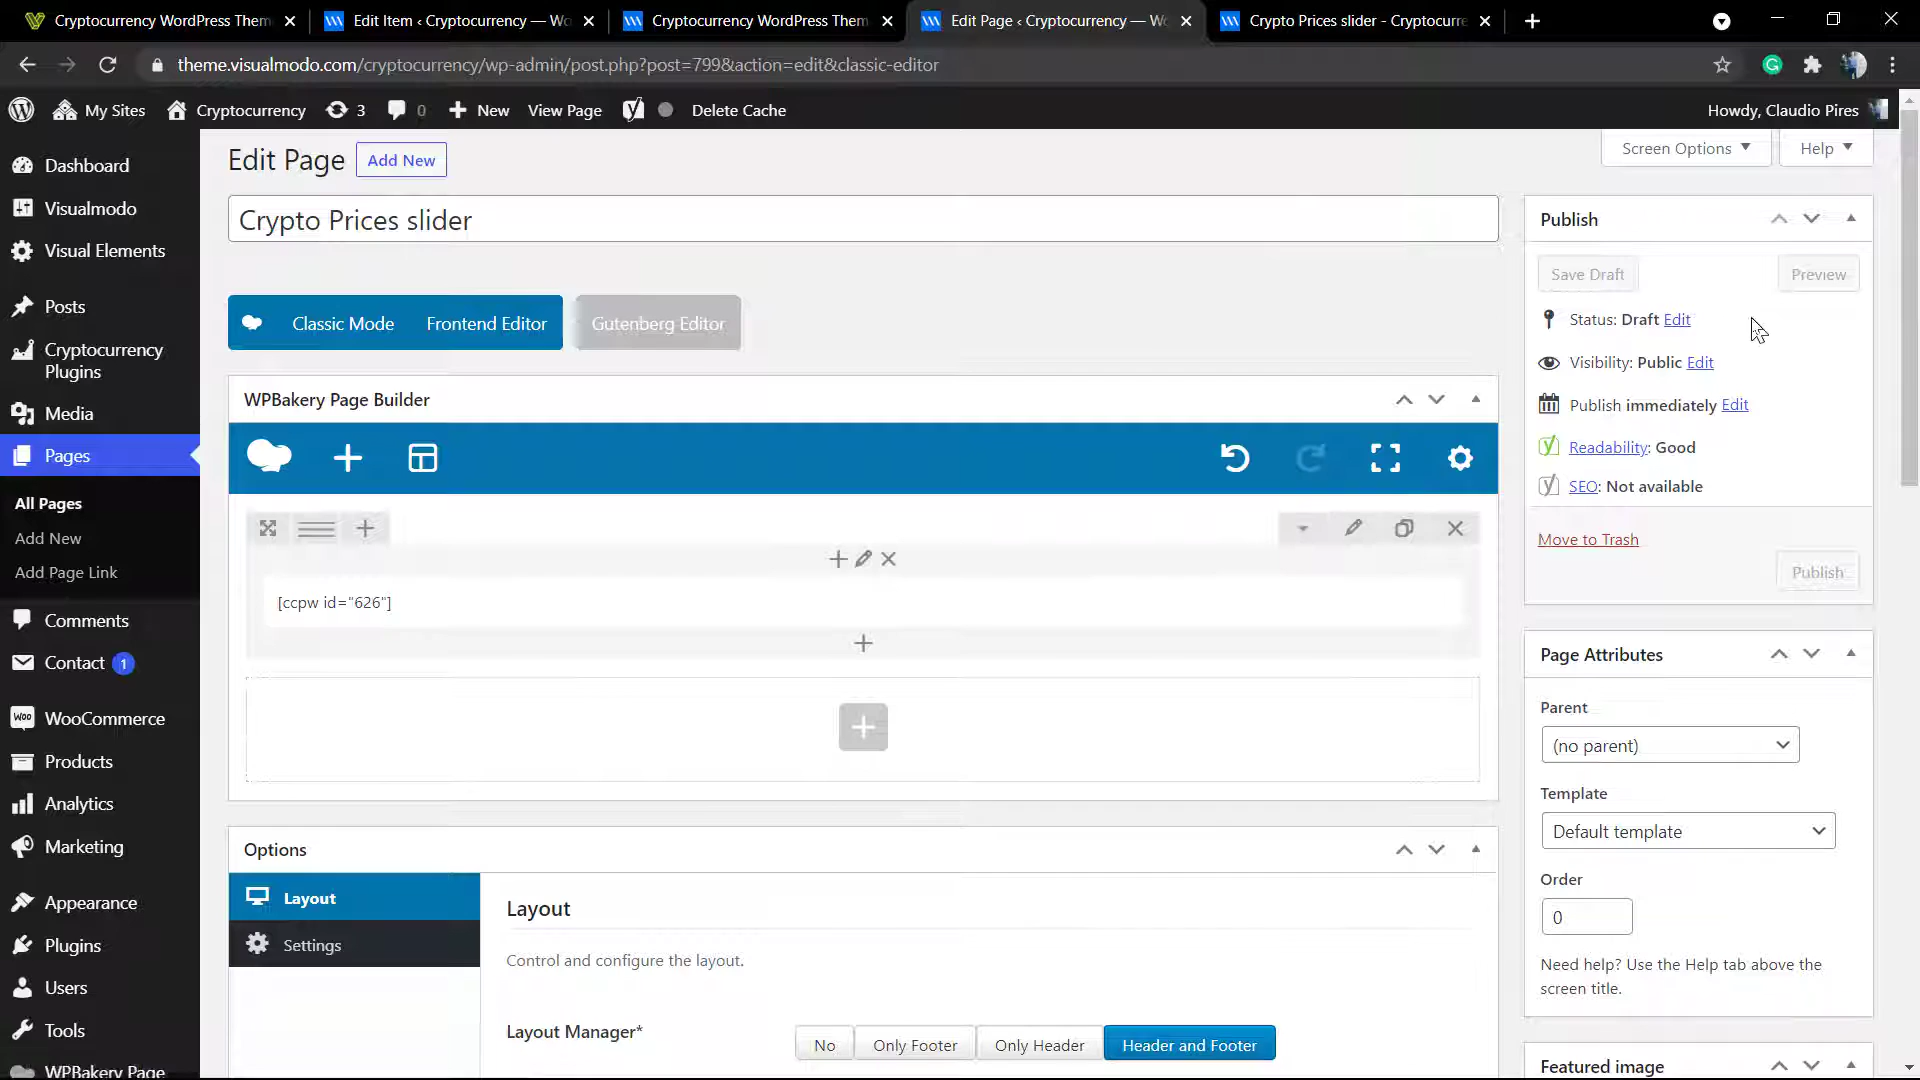 Cryptocurrency WordPress Them
Edit Item ‹ Cryptocurrency — Wo
Cryptocurrency WordPress Them
Edit Page ‹ Cryptocurrency — Wo
Crypto Prices slider - Cryptocurre
theme.visualmodo.com/cryptocurrency/wp-admin/post.php?post=799&action=edit&classic-editor
My Sites
Cryptocurrency
3
0
New
View Page
Delete Cache
Howdy, Claudio Pires
Dashboard
Visualmodo
Visual Elements
Posts
Cryptocurrency
Plugins
Media
Pages
All Pages
Add New
Add Page Link
Comments
Contact 1
WooCommerce
Products
Analytics
Marketing
Appearance
Plugins
Users
Tools
WPBakery Page
Edit Page
Add New
Screen Options
Help
Crypto Prices slider
Classic Mode
Frontend Editor
Gutenberg Editor
WPBakery Page Builder
[ccpw id="626"]
Options
Layout
Settings
Layout
Control and configure the layout.
Layout Manager*
No
Only Footer
Only Header
Header and Footer
Publish
Save Draft
Preview
Status: Draft Edit
Visibility: Public Edit
Publish immediately Edit
Readability: Good
SEO: Not available
Move to Trash
Publish
Page Attributes
Parent
(no parent)
Template
Default template
Order
0
Need help? Use the Help tab above the
screen title.
Featured image